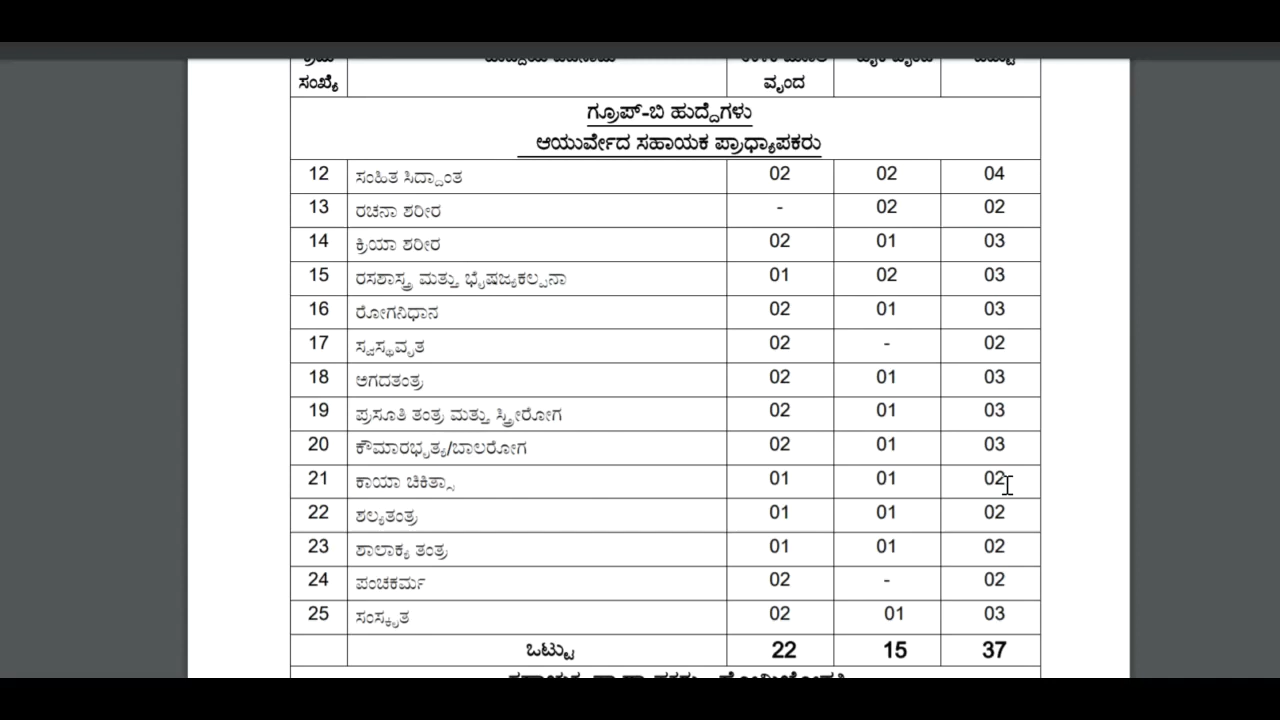 ಸಂಖ್ಯೆ ವೃಂದ
ಗ್ರೂಪ್-ಬಿ ಹುದ್ದೆಗಳು
ಆಯುರ್ವೇದ ಸಹಾಯಕ ಪ್ರಾಧ್ಯಾಪಕರು
12 ಸಂಹಿತ ಸಿದ್ದಾಂತ 02 02 04
13 ರಚನಾ ಶರೀರ - 02 02
14 ಕ್ರಿಯಾ ಶರೀರ 02 01 03
15 ರಸಶಾಸ್ತ್ರ ಮತ್ತು ಭೈಷಜ್ಯಕಲ್ಪನಾ 01 02 03
16 ರೋಗನಿಧಾನ 02 01 03
17 ಸ್ವಸ್ಥವೃತ 02 - 02
18 ಅಗದತಂತ್ರ 02 01 03
19 ಪ್ರಸೂತಿ ತಂತ್ರ ಮತ್ತು ಸ್ತ್ರೀರೋಗ 02 01 03
20 ಕೌಮಾರಭೃತ್ಯ/ಬಾಲರೋಗ 02 01 03
21 ಕಾಯಾ ಚಿಕಿತ್ಸಾ 01 01 02
22 ಶಲ್ಯತಂತ್ರ 01 01 02
23 ಶಾಲಾಕ್ಯ ತಂತ್ರ 01 01 02
24 ಪಂಚಕರ್ಮ 02 - 02
25 ಸಂಸ್ಕೃತ 02 01 03
ಒಟ್ಟು 22 15 37